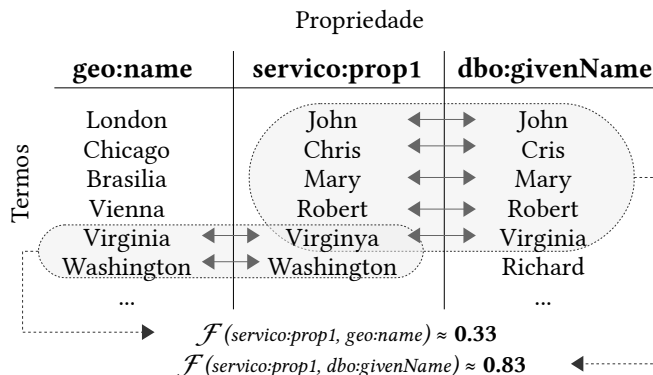 Propriedade
geo:name servico:prop1 dbo:givenName
Termos
London John John
Chicago Chris Cris
Brasilia Mary Mary
Vienna Robert Robert
Virginia Virginya Virginia
Washington Washington Richard
... ...
F (servico:prop1, geo:name) ≈ 0.33
F (servico:prop1, dbo:givenName) ≈ 0.83